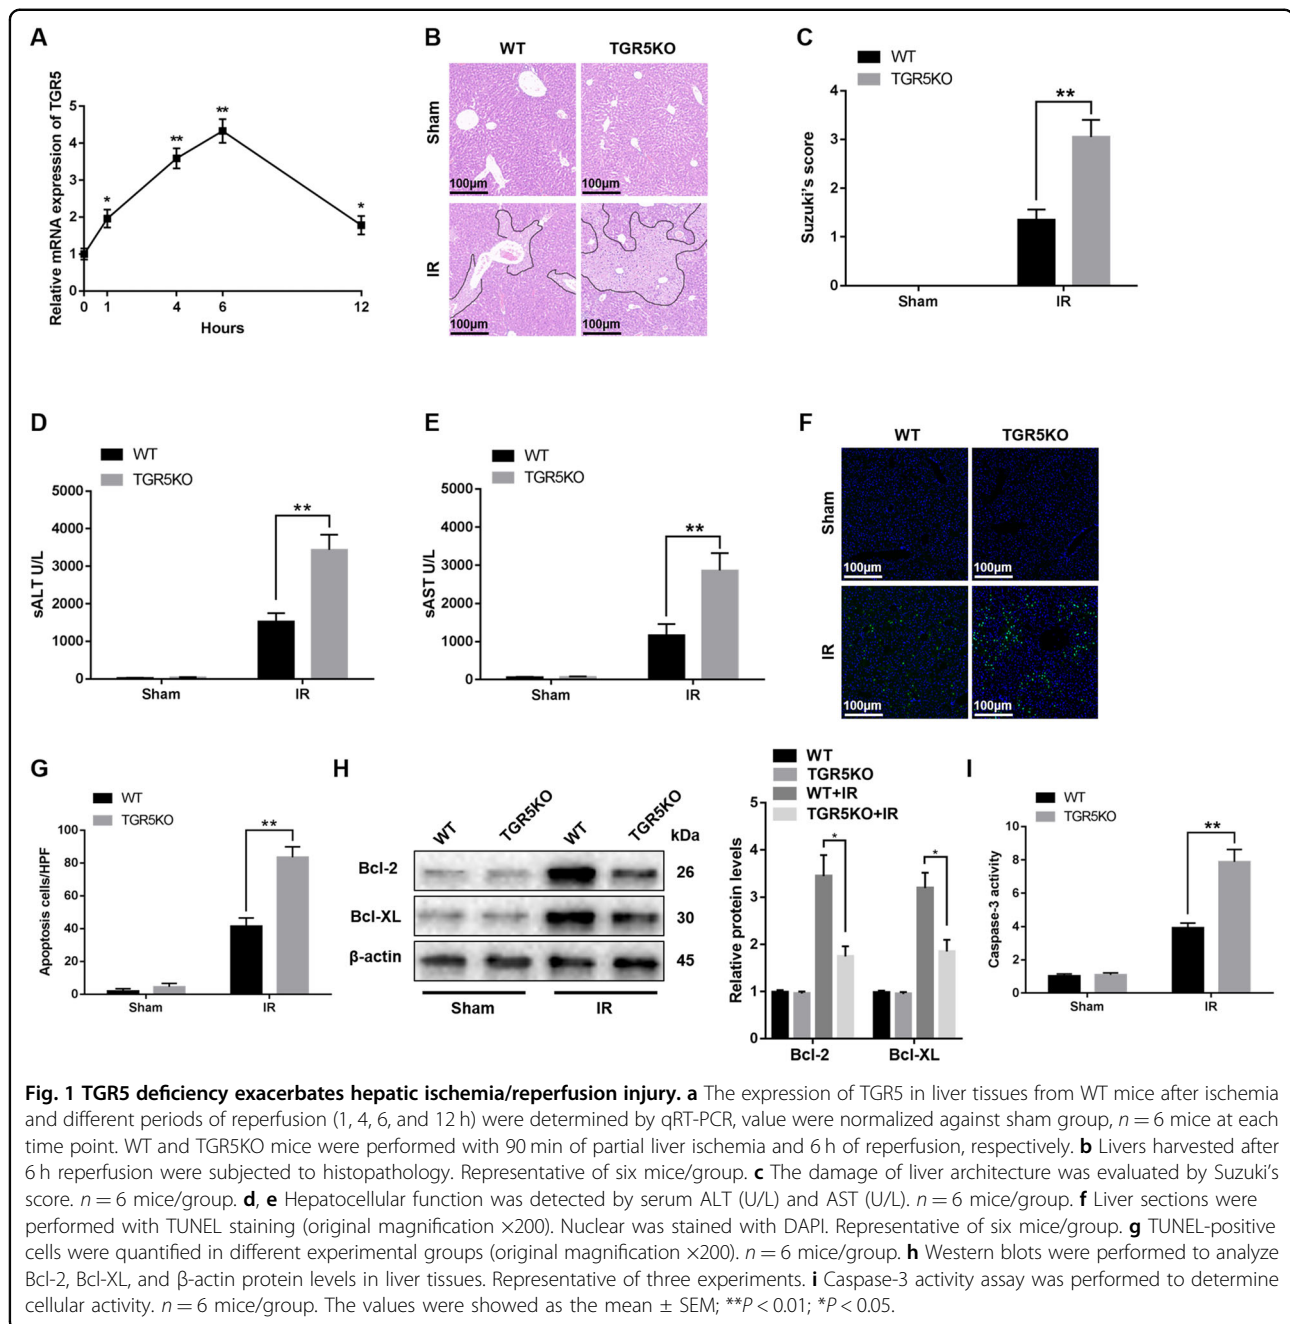 A
Relative mRNA expression of TGR5
5
4
3
2
1
0
*
**
**
*
0 1 4 6 12
Hours
B
WT TGR5KO
Sham
IR
100μm 100μm
100μm 100μm
C
WT
TGR5KO
Suzuki's score
4
3
2
1
0
**
Sham IR
D
WT
TGR5KO
sALT U/L
5000
4000
3000
2000
1000
0
**
Sham IR
E
WT
TGR5KO
sAST U/L
5000
4000
3000
2000
1000
0
**
Sham IR
F
WT TGR5KO
Sham
IR
100μm 100μm
100μm 100μm
G
WT
TGR5KO
Apoptosis cells/HPF
100
80
60
40
20
0
**
Sham IR
H
WT TGR5KO WT TGR5KO kDa
Bcl-2 26
Bcl-XL 30
β-actin 45
Sham IR
WT
TGR5KO
WT+IR
TGR5KO+IR
Relative protein levels
5
4
3
2
1
0
*
*
Bcl-2 Bcl-XL
I
WT
TGR5KO
Caspase-3 activity
10
8
6
4
2
0
**
Sham IR
Fig. 1 TGR5 deficiency exacerbates hepatic ischemia/reperfusion injury. a The expression of TGR5 in liver tissues from WT mice after ischemia
and different periods of reperfusion (1, 4, 6, and 12 h) were determined by qRT-PCR, value were normalized against sham group, n = 6 mice at each
time point. WT and TGR5KO mice were performed with 90 min of partial liver ischemia and 6 h of reperfusion, respectively. b Livers harvested after
6 h reperfusion were subjected to histopathology. Representative of six mice/group. c The damage of liver architecture was evaluated by Suzuki's
score. n = 6 mice/group. d, e Hepatocellular function was detected by serum ALT (U/L) and AST (U/L). n = 6 mice/group. f Liver sections were
performed with TUNEL staining (original magnification ×200). Nuclear was stained with DAPI. Representative of six mice/group. g TUNEL-positive
cells were quantified in different experimental groups (original magnification ×200). n = 6 mice/group. h Western blots were performed to analyze
Bcl-2, Bcl-XL, and β-actin protein levels in liver tissues. Representative of three experiments. i Caspase-3 activity assay was performed to determine
cellular activity. n = 6 mice/group. The values were showed as the mean ± SEM; **P < 0.01; *P < 0.05.